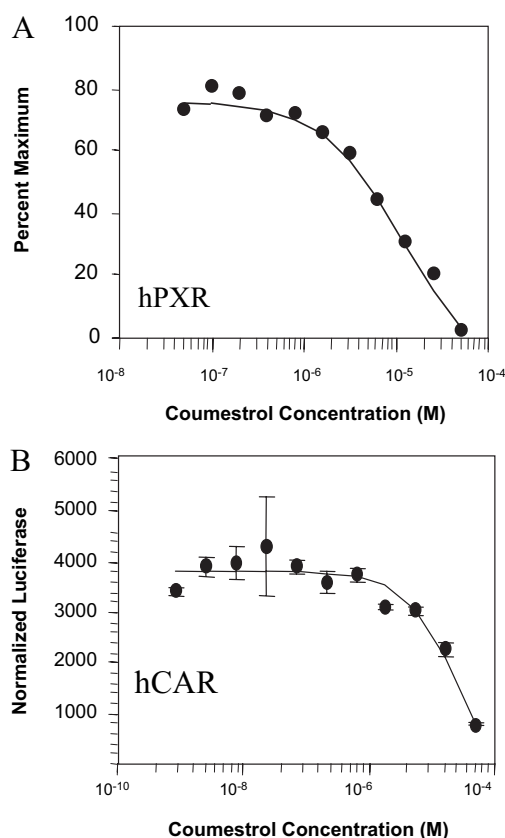 A
100
80
60
40
20
0
Percent Maximum
hPXR
10-8
10-7
10-6
10-5
10-4
Coumestrol Concentration (M)
B
6000
5000
4000
3000
2000
1000
Normalized Luciferase
hCAR
10-10
10-8
10-6
10-4
Coumestrol Concentration (M)